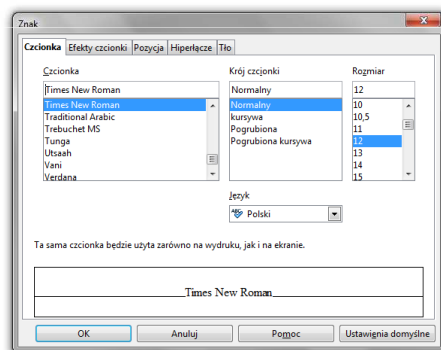 Znak
Czcionka Efekty czcionki Pozycja Hiperłącze Tło
Czcionka Krój czcionki Rozmiar
Times New Roman Normalny 12
Times New Roman Normalny 10
Traditional Arabic kursywa 10,5
Trebuchet MS Pogrubiona 11
Tunga Pogrubiona kursywa 12
Utsaah 13
Vani 14
Verdana 15
Język
ABC Polski
Ta sama czcionka będzie użyta zarówno na wydruku, jak i na ekranie.
Times New Roman
OK Anuluj Pomoc Ustawienia domyślne